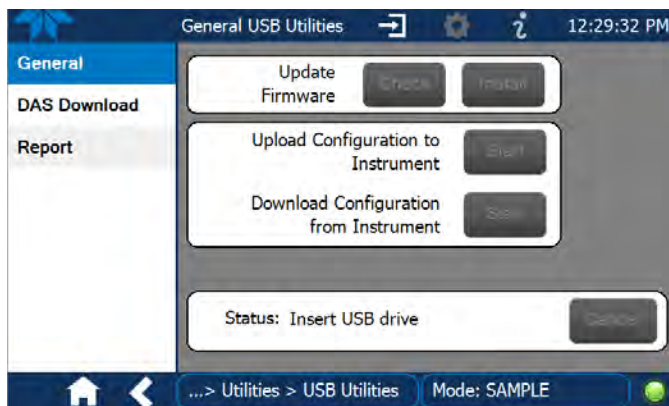 General USB Utilities
12:29:32 PM
General
DAS Download
Report
Update
Firmware
Check
Install
Upload Configuration to
Instrument
Start
Download Configuration
from Instrument
Start
Status: Insert USB drive
Cancel
...> Utilities > USB Utilities
Mode: SAMPLE